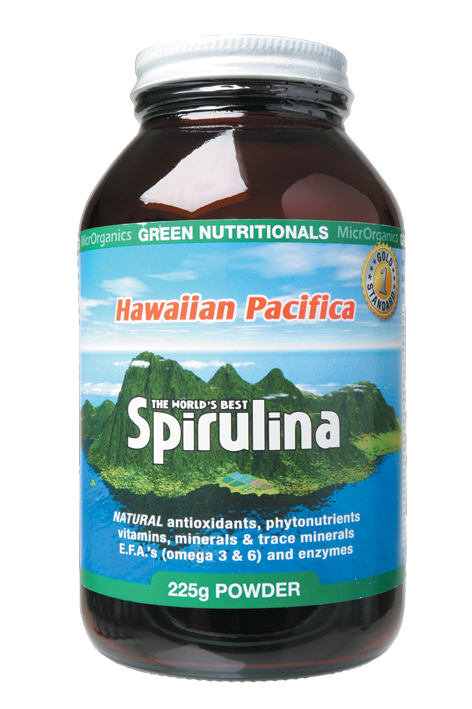 MicrOrganics GREEN NUTRITIONALS MicrOrganics G
GOLD
1
STANDARD
Hawaiian Pacifica
THE WORLD'S BEST
Spirulina
NATURAL antioxidants, phytonutrients
vitamins, minerals & trace minerals
E.F.A.'s (omega 3 & 6) and enzymes
225g POWDER